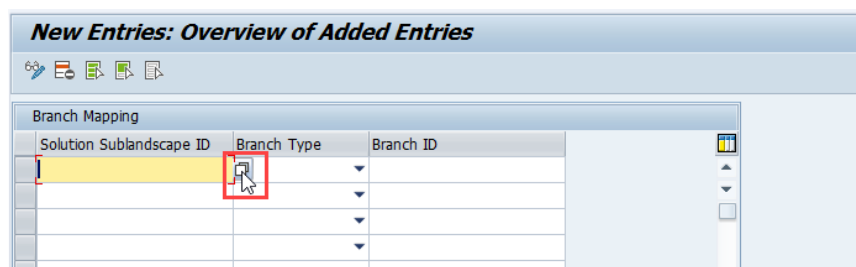 New Entries: Overview of Added Entries
Branch Mapping
Solution Sublandscape ID Branch Type Branch ID